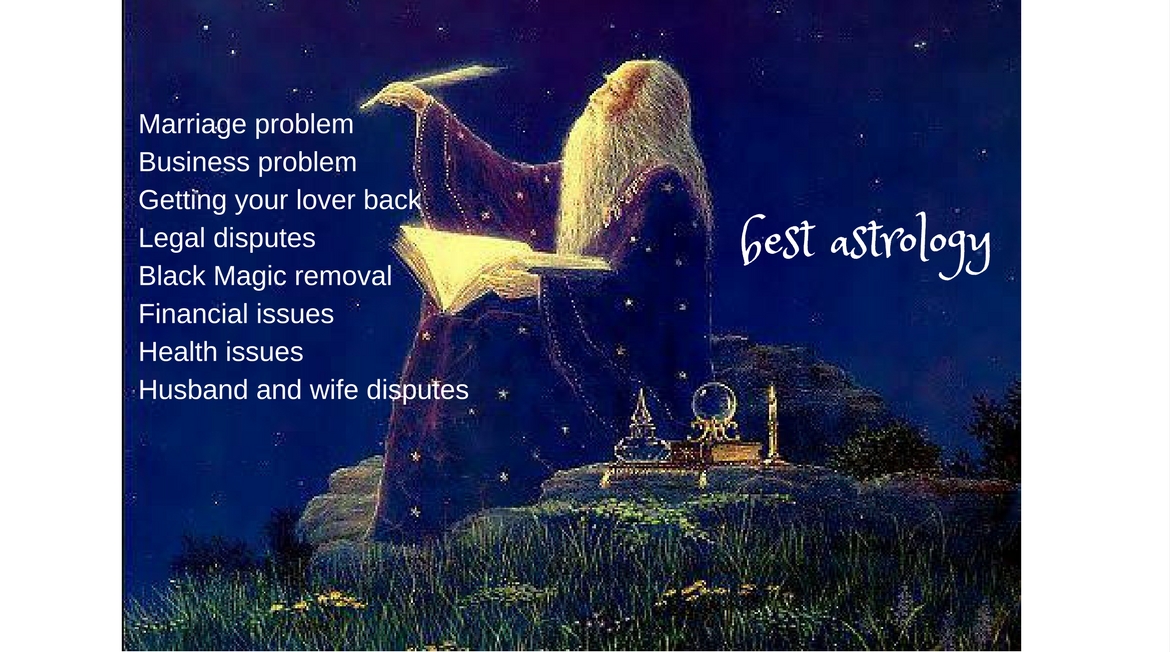 Marriage problem
Business problem
Getting your lover back
Legal disputes
Black Magic removal
Financial issues
Health issues
Husband and wife disputes
best astrology